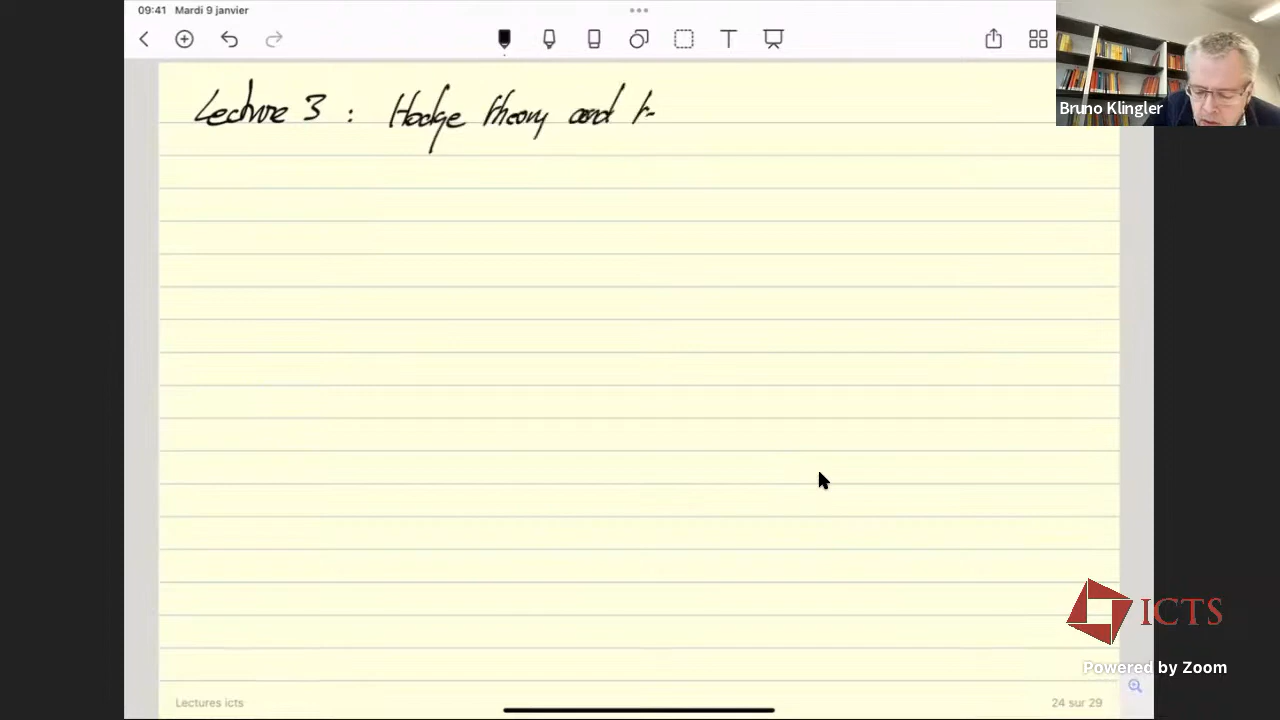 09:41 Mardi 9 janvier
Lecture 3 : Hodge theory and
Bruno Klingler
ICTS
Powered by Zoom
Lectures icts
24 sur 29